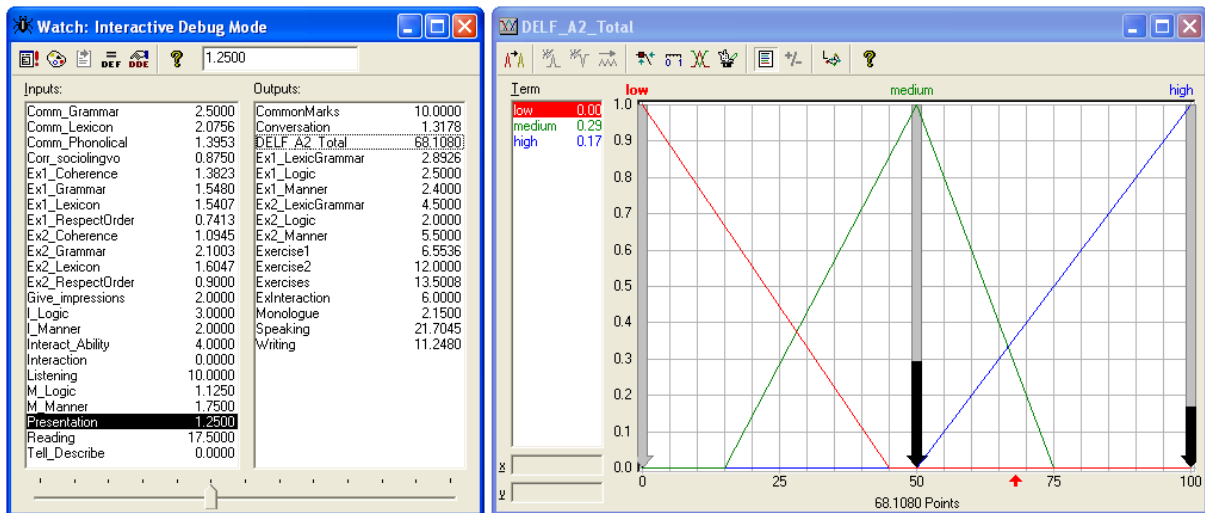 Watch: Interactive Debug Mode
DEF DDE ? 1.2500
Inputs: Outputs:
Comm_Grammar 2.5000 CommonMarks 10.0000
Comm_Lexicon 2.0756 Conversation 1.3178
Comm_Phonolical 1.3953 DELF_A2_Total 68.1080
Corr_sociolingvo 0.8750 Ex1_LexicGrammar 2.8926
Ex1_Coherence 1.3823 Ex1_Logic 2.5000
Ex1_Grammar 1.5480 Ex1_Manner 2.4000
Ex1_Lexicon 1.5407 Ex2_LexicGrammar 4.5000
Ex1_RespectOrder 0.7413 Ex2_Logic 2.0000
Ex2_Coherence 1.0945 Ex2_Manner 5.5000
Ex2_Grammar 2.1003 Exercise1 6.5536
Ex2_Lexicon 1.6047 Exercise2 12.0000
Ex2_RespectOrder 0.9000 Exercises 13.5008
Give_impressions 2.0000 ExInteraction 6.0000
I_Logic 3.0000 Monologue 2.1500
I_Manner 2.0000 Speaking 21.7045
Interact_Ability 4.0000 Writing 11.2480
Interaction 0.0000
Listening 10.0000
M_Logic 1.1250
M_Manner 1.7500
Presentation 1.2500
Reading 17.5000
Tell_Describe 0.0000
DELF_A2_Total
?
Term
low 0.00
medium 0.29
high 0.17
x
y
low medium high
1.0
0.9
0.8
0.7
0.6
0.5
0.4
0.3
0.2
0.1
0.0
0 25 50 75 100
68.1080 Points